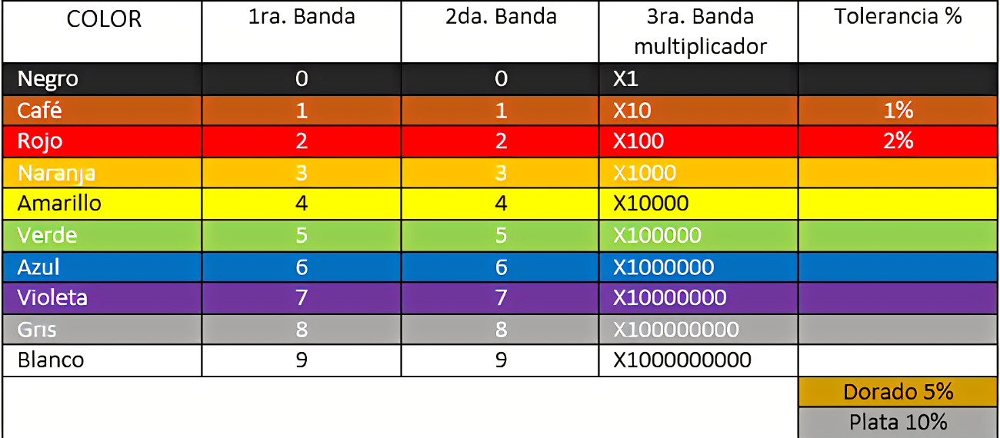 COLOR 1ra. Banda 2da. Banda 3ra. Banda multiplicador Tolerancia %
Negro 0 0 X1
Café 1 1 X10 1%
Rojo 2 2 X100 2%
Naranja 3 3 X1000
Amarillo 4 4 X10000
Verde 5 5 X100000
Azul 6 6 X1000000
Violeta 7 7 X10000000
Gris 8 8 X100000000
Blanco 9 9 X1000000000
Dorado 5%
Plata 10%